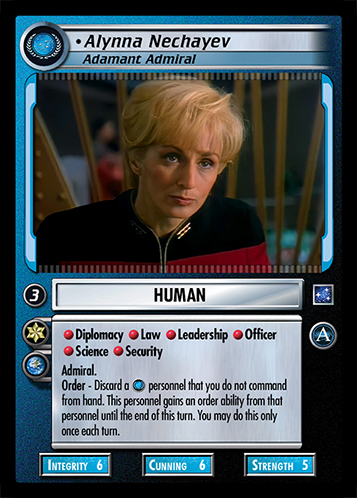 • Alynna Nechayev
Adamant Admiral
3
HUMAN
A
Diplomacy Law Leadership Officer
Science Security
Admiral.
Order - Discard a personnel that you do not command
from hand. This personnel gains an order ability from that
personnel until the end of this turn. You may do this only
once each turn.
INTEGRITY 6 CUNNING 6 STRENGTH 5